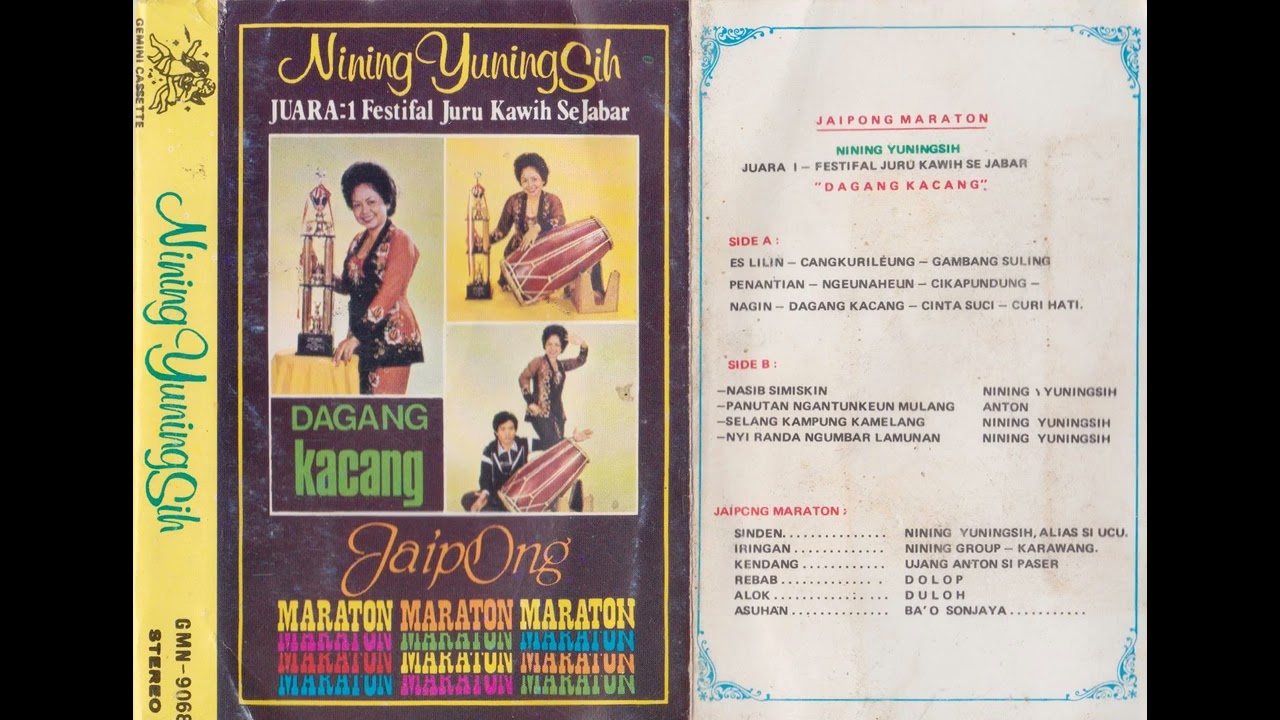 GEMINI CASSETTE
Nining YuningSih
GMN-9068
STEREO
Nining YuningSih
JUARA:1 Festifal Juru Kawih SeJabar
DAGANG
kacang
JaipOng
MARATON MARATON MARATON
MARATON MARATON MARATON
MARATON MARATON MARATON
MARATON MARATON MARATON
JAIPONG MARATON
NINING YUNINGSIH
JUARA I – FESTIFAL JURU KAWIH SE JABAR
"DAGANG KACANG"
SIDE A :
ES LILIN – CANGKURILEUNG – GAMBANG SULING
PENANTIAN – NGEUNAHEUN – CIKAPUNDUNG –
NAGIN – DAGANG KACANG – CINTA SUCI – CURI HATI.
SIDE B :
–NASIB SIMISKIN NINING YUNINGSIH
–PANUTAN NGANTUNKEUN MULANG ANTON
–SELANG KAMPUNG KAMELANG NINING YUNINGSIH
–NYI RANDA NGUMBAR LAMUNAN NINING YUNINGSIH
JAIPONG MARATON :
SINDEN............... NINING YUNINGSIH, ALIAS SI UCU.
IRINGAN ............. NINING GROUP – KARAWANG.
KENDANG ............ UJANG ANTON SI PASER
REBAB .............. DOLOP
ALOK ............... DULOH
ASUHAN ............. BA'O SONJAYA ...........